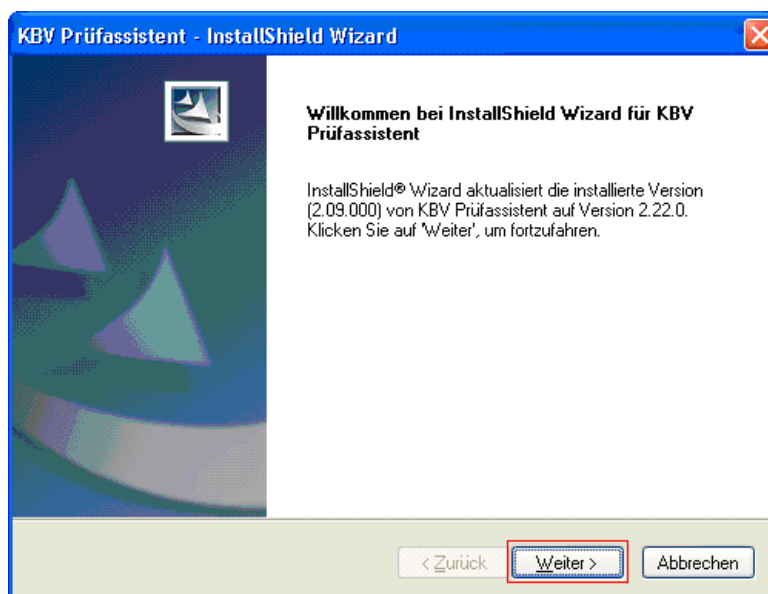 KBV Prüfassistent - InstallShield Wizard
Willkommen bei InstallShield Wizard für KBV
Prüfassistent
InstallShield® Wizard aktualisiert die installierte Version
(2.09.000) von KBV Prüfassistent auf Version 2.22.0.
Klicken Sie auf 'Weiter', um fortzufahren.
< Zurück Weiter > Abbrechen